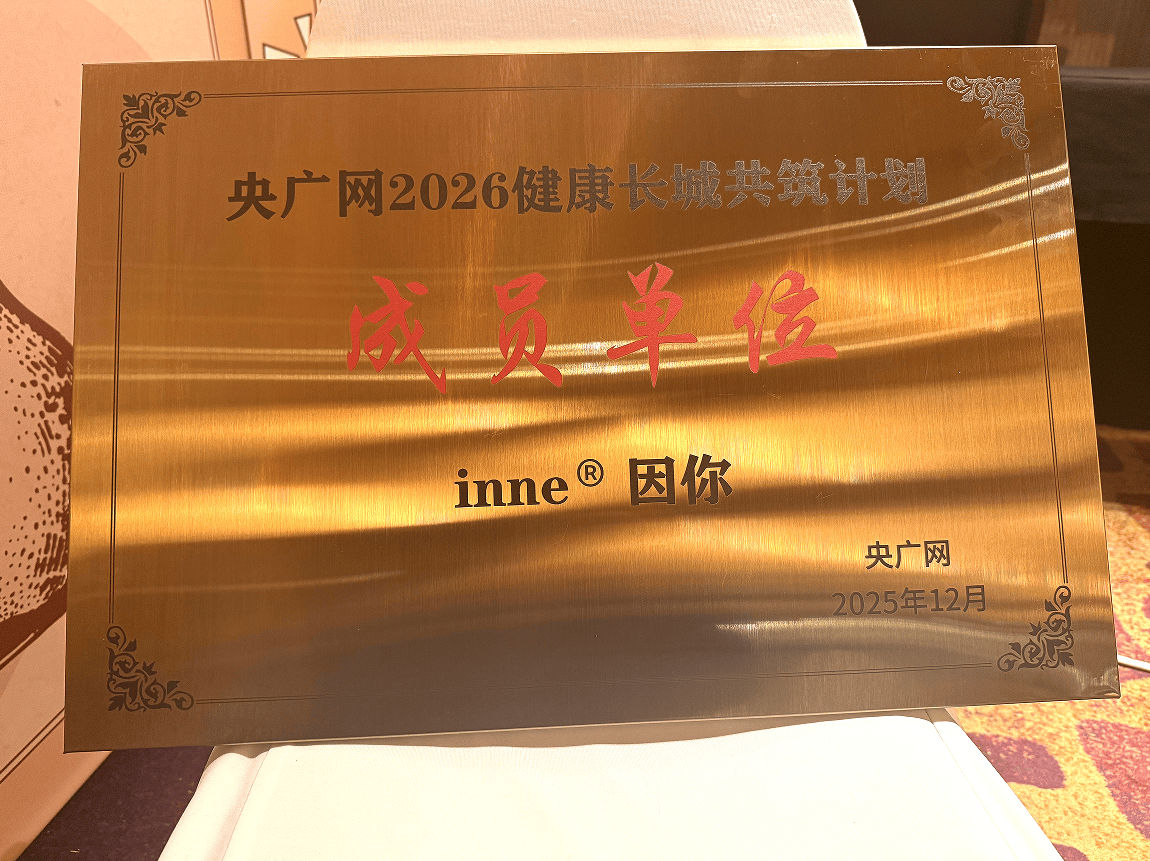 央广网2026健康长城共筑计划
成员单位
inne® 因你
央广网
2025年12月